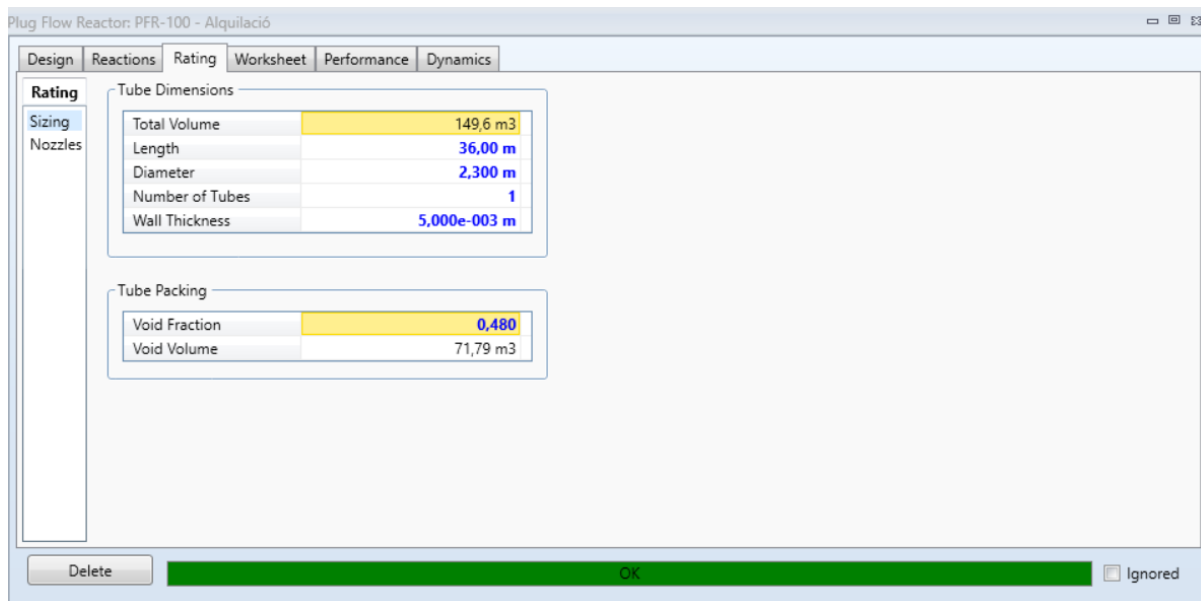 Plug Flow Reactor: PFR-100 - Alquilació
Design Reactions Rating Worksheet Performance Dynamics
Rating
Sizing
Nozzles
Tube Dimensions
Total Volume 149,6 m3
Length 36,00 m
Diameter 2,300 m
Number of Tubes 1
Wall Thickness 5,000e-003 m
Tube Packing
Void Fraction 0,480
Void Volume 71,79 m3
Delete OK Ignored